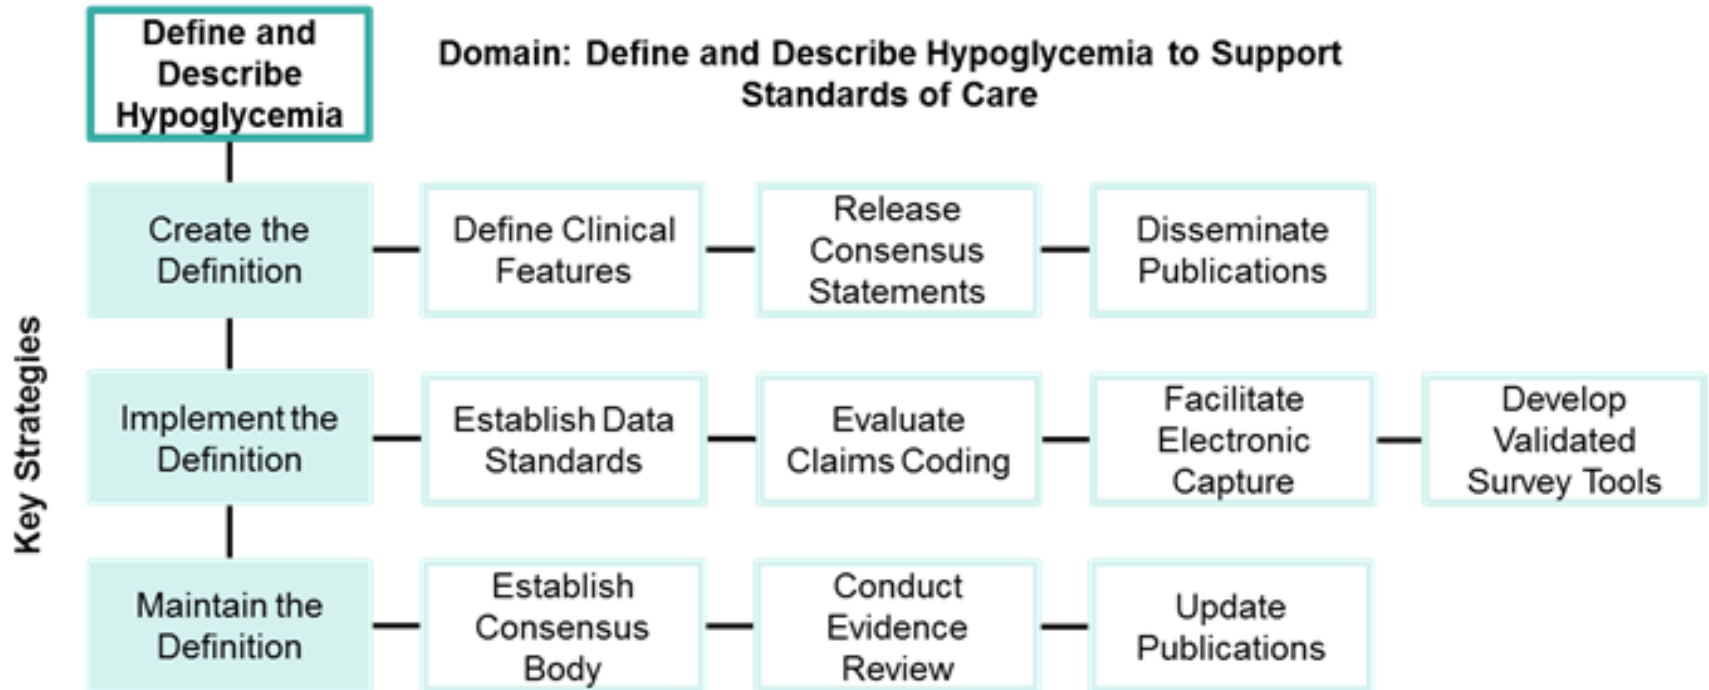 Define and
Describe
Hypoglycemia
Domain: Define and Describe Hypoglycemia to Support
Standards of Care
Key Strategies
Create the
Definition
Define Clinical
Features
Release
Consensus
Statements
Disseminate
Publications
Implement the
Definition
Establish Data
Standards
Evaluate
Claims Coding
Facilitate
Electronic
Capture
Develop
Validated
Survey Tools
Maintain the
Definition
Establish
Consensus
Body
Conduct
Evidence
Review
Update
Publications